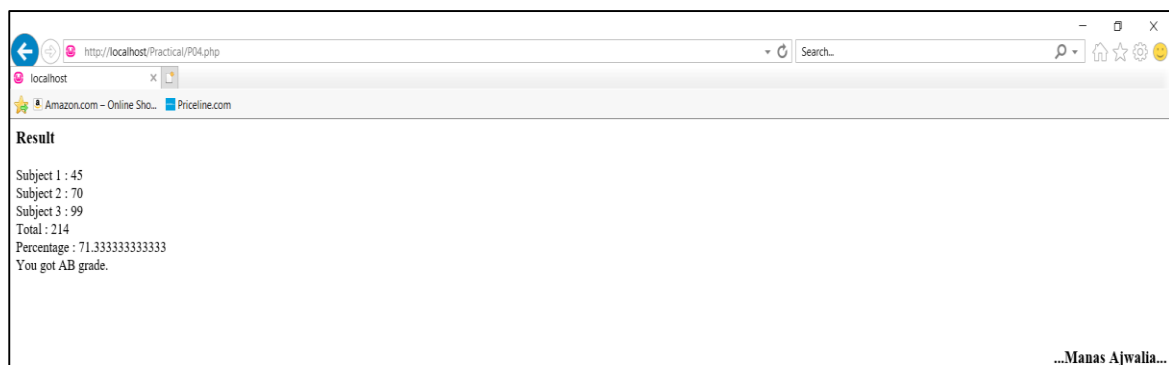 http://localhost/Practical/P04.php
Search...
localhost
Amazon.com – Online Sho...
Priceline.com
Result
Subject 1 : 45
Subject 2 : 70
Subject 3 : 99
Total : 214
Percentage : 71.333333333333
You got AB grade.
...Manas Ajwalia...